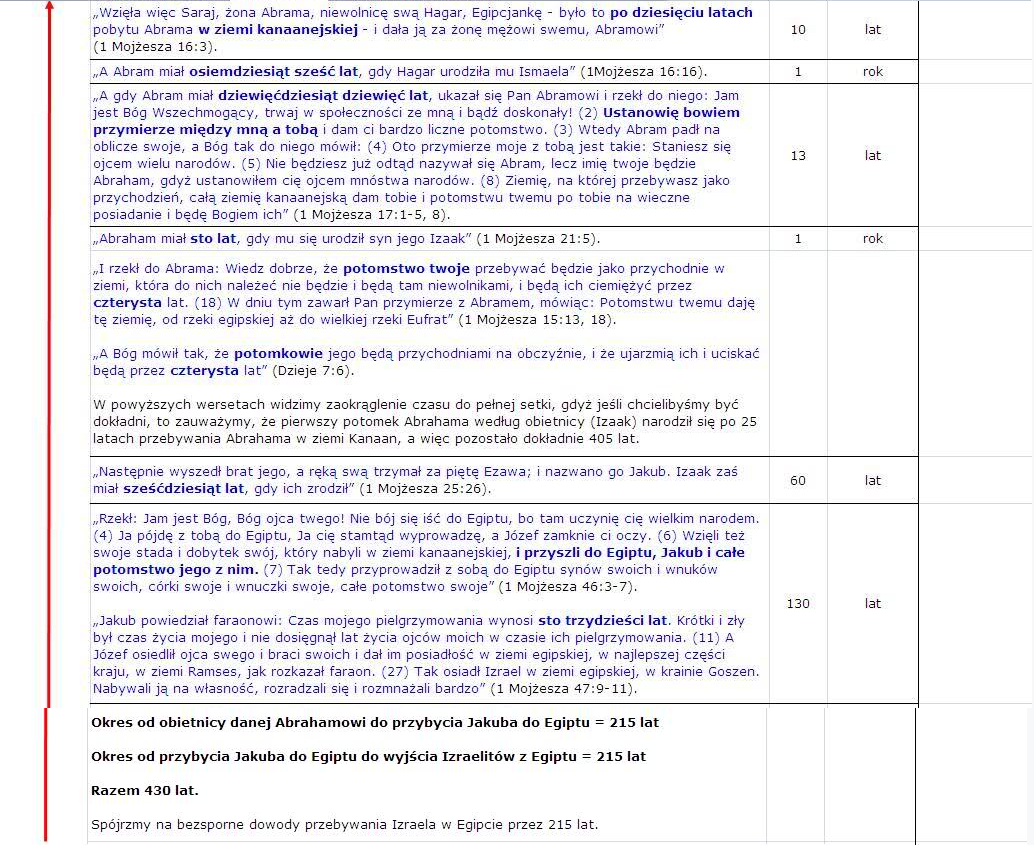 „Wzięła więc Saraj, żona Abrama, niewolnicę swą Hagar, Egipcjankę - było to po dziesięciu latach
pobytu Abrama w ziemi kanaanejskiej - i dała ją za żonę mężowi swemu, Abramowi”
(1 Mojżesza 16:3).
10 lat
„A Abram miał osiemdziesiąt sześć lat, gdy Hagar urodziła mu Ismaela” (1Mojżesza 16:16).
1 rok
„A gdy Abram miał dziewięćdziesiąt dziewięć lat, ukazał się Pan Abramowi i rzekł do niego: Jam
jest Bóg Wszechmogący, trwaj w społeczności ze mną i bądź doskonały! (2) Ustanowię bowiem
przymierze między mną a tobą i dam ci bardzo liczne potomstwo. (3) Wtedy Abram padł na
oblicze swoje, a Bóg tak do niego mówił: (4) Oto przymierze moje z tobą jest takie: Staniesz się
ojcem wielu narodów. (5) Nie będziesz już odtąd nazywał się Abram, lecz imię twoje będzie
Abraham, gdyż ustanowiłem cię ojcem mnóstwa narodów. (8) Ziemię, na której przebywasz jako
przychodzień, całą ziemię kanaanejską dam tobie i potomstwu twemu po tobie na wieczne
posiadanie i będę Bogiem ich” (1 Mojżesza 17:1-5, 8).
13 lat
„Abraham miał sto lat, gdy mu się urodził syn jego Izaak” (1 Mojżesza 21:5).
1 rok
„I rzekł do Abrama: Wiedz dobrze, że potomstwo twoje przebywać będzie jako przychodnie w
ziemi, która do nich należeć nie będzie i będą tam niewolnikami, i będą ich ciemiężyć przez
czterysta lat. (18) W dniu tym zawarł Pan przymierze z Abramem, mówiąc: Potomstwu twemu daję
tę ziemię, od rzeki egipskiej aż do wielkiej rzeki Eufrat” (1 Mojżesza 15:13, 18).
„A Bóg mówił tak, że potomkowie jego będą przychodniami na obczyźnie, i że ujarzmią ich i uciskać
będą przez czterysta lat” (Dzieje 7:6).
W powyższych wersetach widzimy zaokrąglenie czasu do pełnej setki, gdyż jeśli chcielibyśmy być
dokładni, to zauważymy, że pierwszy potomek Abrahama według obietnicy (Izaak) narodził się po 25
latach przebywania Abrahama w ziemi Kanaan, a więc pozostało dokładnie 405 lat.
„Następnie wyszedł brat jego, a ręką swą trzymał za piętę Ezawa; i nazwano go Jakub. Izaak zaś
miał sześćdziesiąt lat, gdy ich zrodził” (1 Mojżesza 25:26).
60 lat
„Rzekł: Jam jest Bóg, Bóg ojca twego! Nie bój się iść do Egiptu, bo tam uczynię cię wielkim narodem.
(4) Ja pójdę z tobą do Egiptu, Ja cię stamtąd wyprowadzę, a Józef zamknie ci oczy. (6) Wzięli też
swoje stada i dobytek swój, który nabyli w ziemi kanaanejskiej, i przyszli do Egiptu, Jakub i całe
potomstwo jego z nim. (7) Tak tedy przyprowadził z sobą do Egiptu synów swoich i wnuków
swoich, córki swoje i wnuczki swoje, całe potomstwo swoje” (1 Mojżesza 46:3-7).
130 lat
„Jakub powiedział faraonowi: Czas mojego pielgrzymowania wynosi sto trzydzieści lat. Krótki i zły
był czas życia mojego i nie dosięgnął lat życia ojców moich w czasie ich pielgrzymowania. (11) A
Józef osiedlił ojca swego i braci swoich i dał im posiadłość w ziemi egipskiej, w najlepszej części
kraju, w ziemi Ramses, jak rozkazał faraon. (27) Tak osiadł Izrael w ziemi egipskiej, w krainie Goszen.
Nabywali ją na własność, rozradzali się i rozmnażali bardzo” (1 Mojżesza 47:9-11).
Okres od obietnicy danej Abrahamowi do przybycia Jakuba do Egiptu = 215 lat
Okres od przybycia Jakuba do Egiptu do wyjścia Izraelitów z Egiptu = 215 lat
Razem 430 lat.
Spójrzmy na bezsporne dowody przebywania Izraela w Egipcie przez 215 lat.